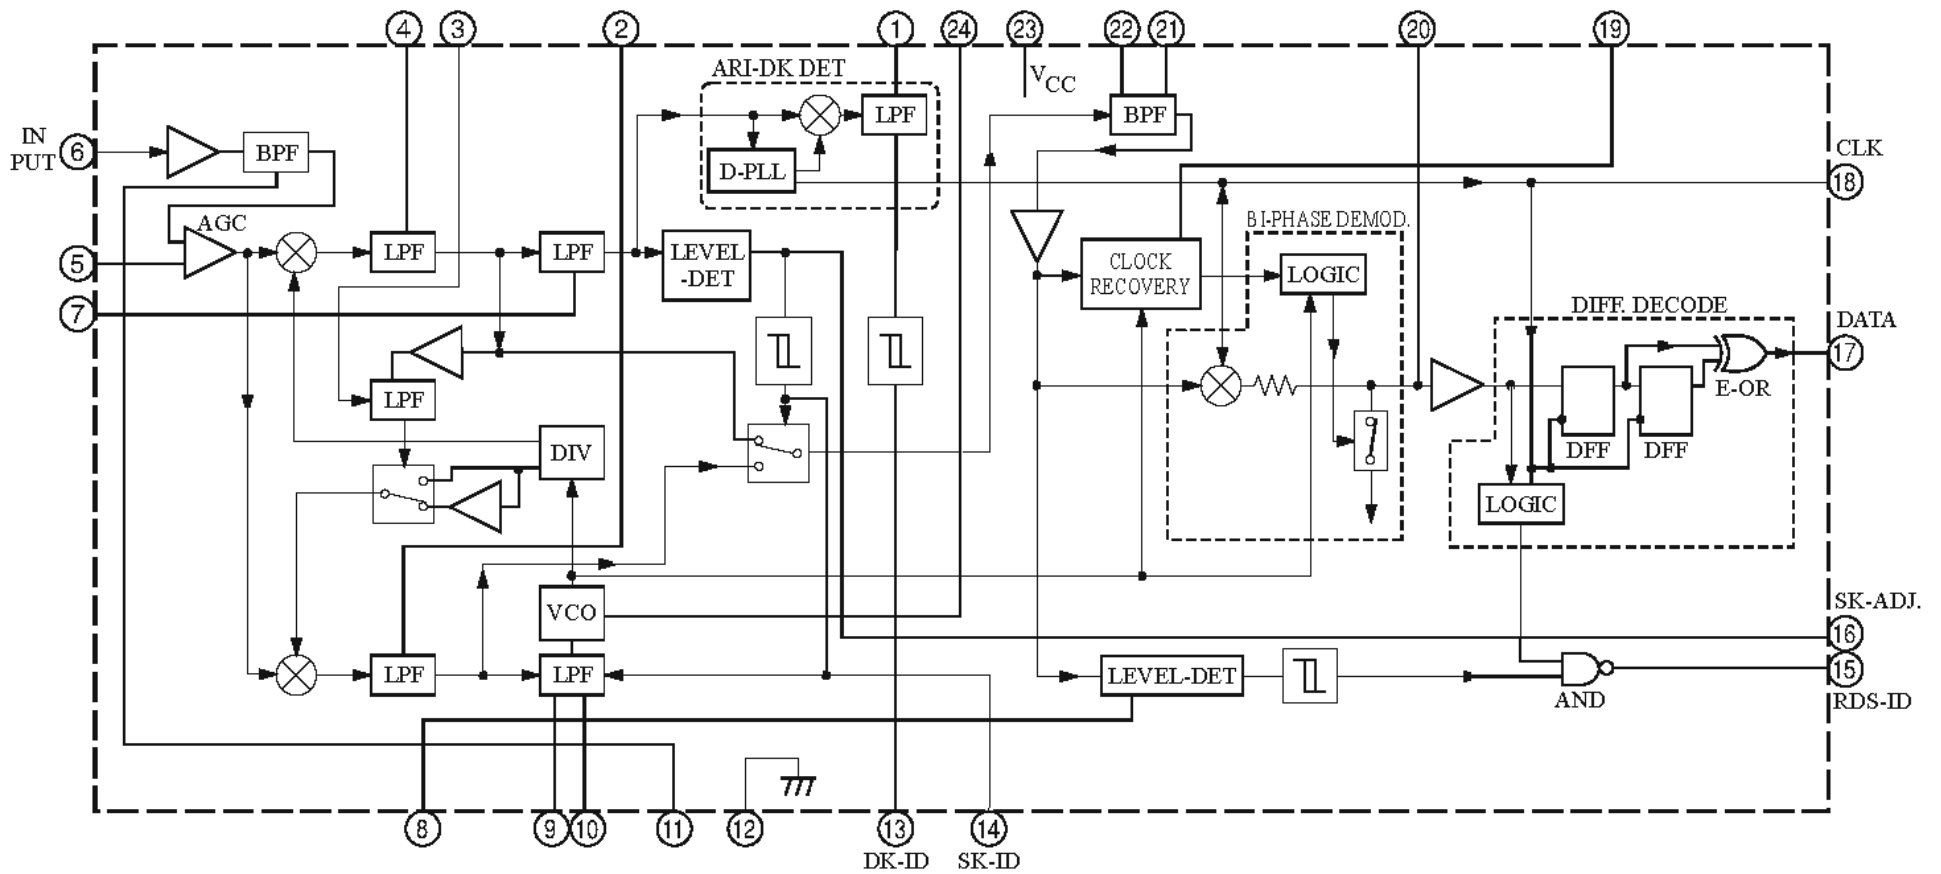 4 3 2 1 24 23 22 21 20 19
ARI-DK DET
VCC
LPF
BPF
IN
PUT
6
BPF
CLK
18
D-PLL
AGC
BI-PHASE DEMOD.
5
LPF
LPF
LEVEL
-DET
CLOCK
RECOVERY
LOGIC
7
DIFF. DECODE
DATA
17
LPF
E-OR
DIV
DFF
DFF
LOGIC
VCO
SK-ADJ.
16
LPF
LPF
LEVEL-DET
15
AND
RDS-ID
8 9 10 11 12 13 14
DK-ID
SK-ID